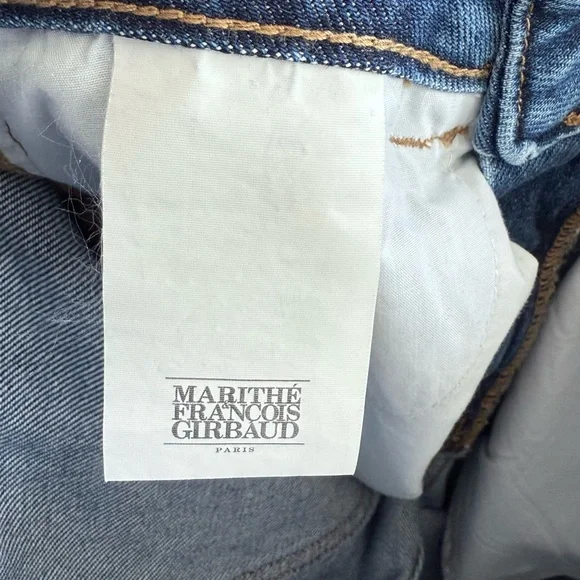 MARITHÉ
&
FRANCOIS
GIRBAUD
PARIS